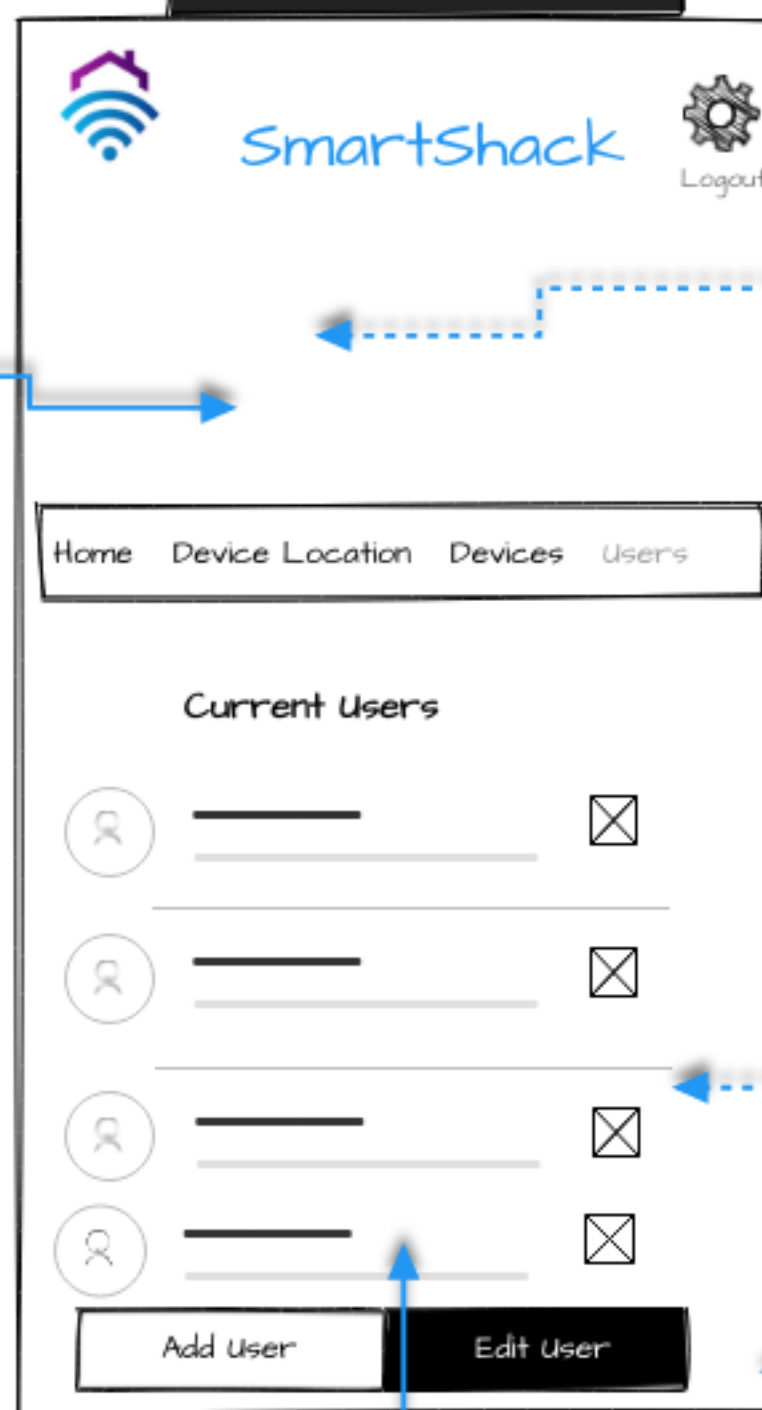 SmartShack
Logout
Home Device Location Devices Users
Current Users
Add User Edit User